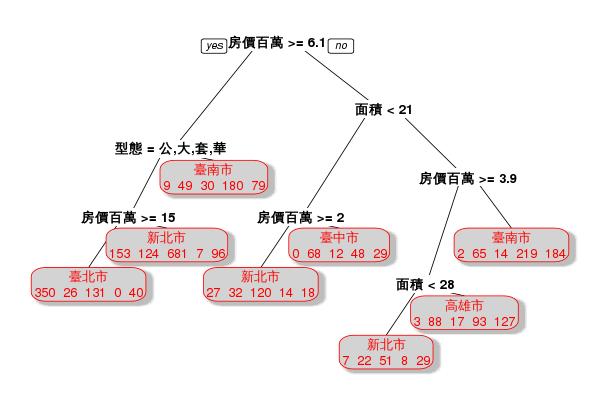 yes 房價百萬 >= 6.1 no
面積 < 21
型態 = 公,大,套,華
臺南市
9 49 30 180 79
房價百萬 >= 3.9
房價百萬 >= 15
房價百萬 >= 2
新北市
153 124 681 7 96
臺中市
0 68 12 48 29
臺南市
2 65 14 219 184
臺北市
350 26 131 0 40
新北市
27 32 120 14 18
面積 < 28
高雄市
3 88 17 93 127
新北市
7 22 51 8 29